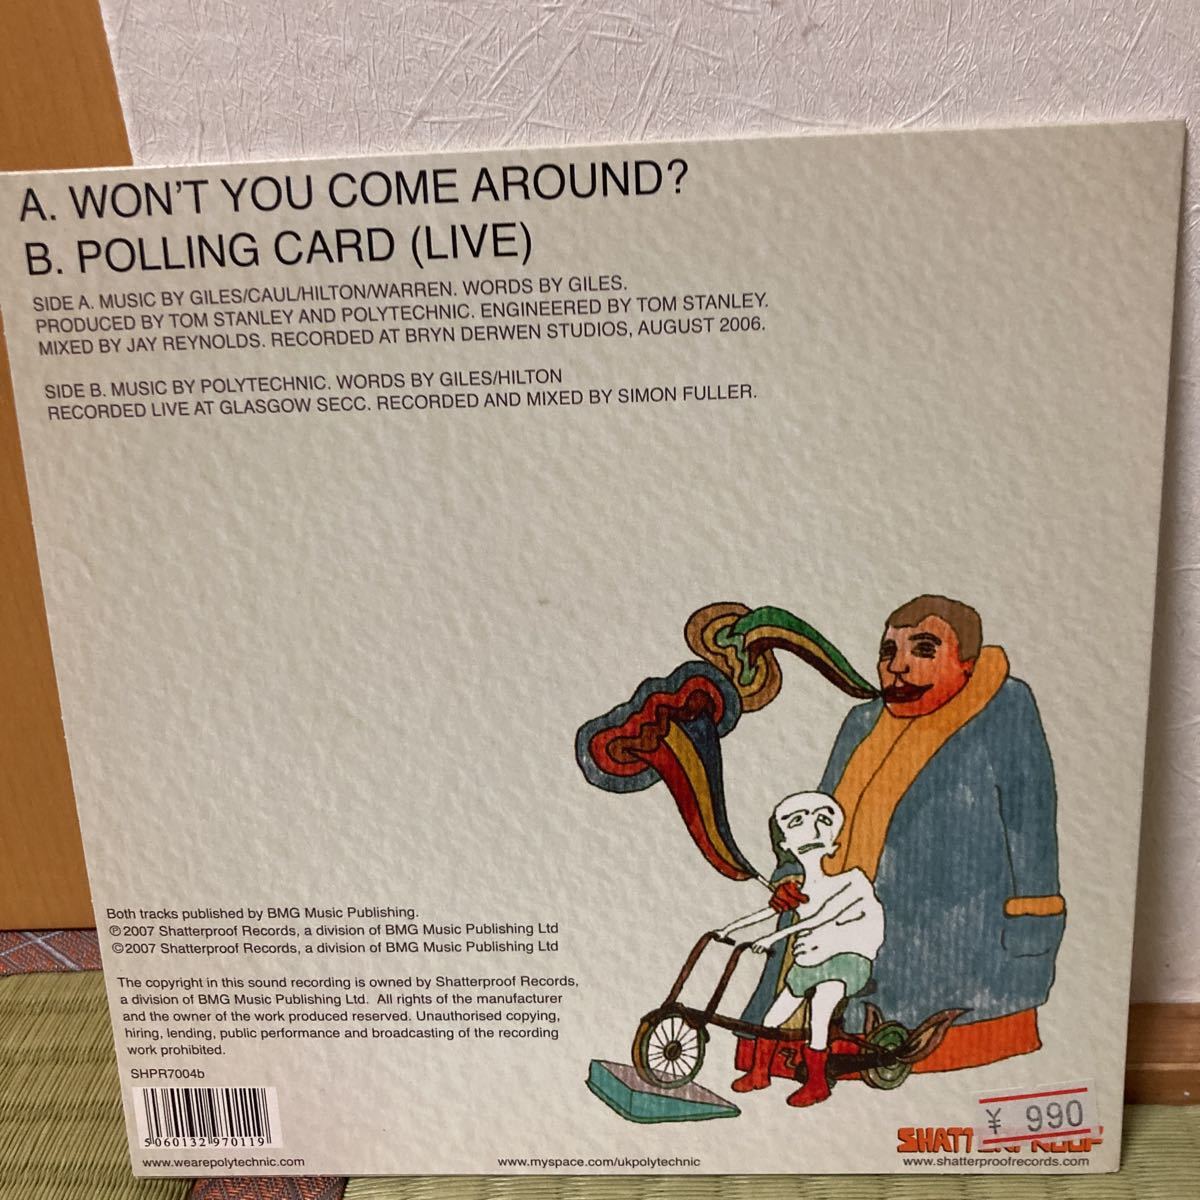 A. WON'T YOU COME AROUND?
B. POLLING CARD (LIVE)
SIDE A. MUSIC BY GILES/CAUL/HILTON/WARREN. WORDS BY GILES.
PRODUCED BY TOM STANLEY AND POLYTECHNIC. ENGINEERED BY TOM STANLEY.
MIXED BY JAY REYNOLDS. RECORDED AT BRYN DERWEN STUDIOS, AUGUST 2006.
SIDE B. MUSIC BY POLYTECHNIC. WORDS BY GILES/HILTON
RECORDED LIVE AT GLASGOW SECC. RECORDED AND MIXED BY SIMON FULLER.
Both tracks published by BMG Music Publishing.
℗2007 Shatterproof Records, a division of BMG Music Publishing Ltd
©2007 Shatterproof Records, a division of BMG Music Publishing Ltd
The copyright in this sound recording is owned by Shatterproof Records,
a division of BMG Music Publishing Ltd. All rights of the manufacturer
and the owner of the work produced reserved. Unauthorised copying,
hiring, lending, public performance and broadcasting of the recording
work prohibited.
SHPR7004b
5 060132 970119
¥ 990
www.wearepolytechnic.com
www.myspace.com/ukpolytechnic
www.shatterproofrecords.com